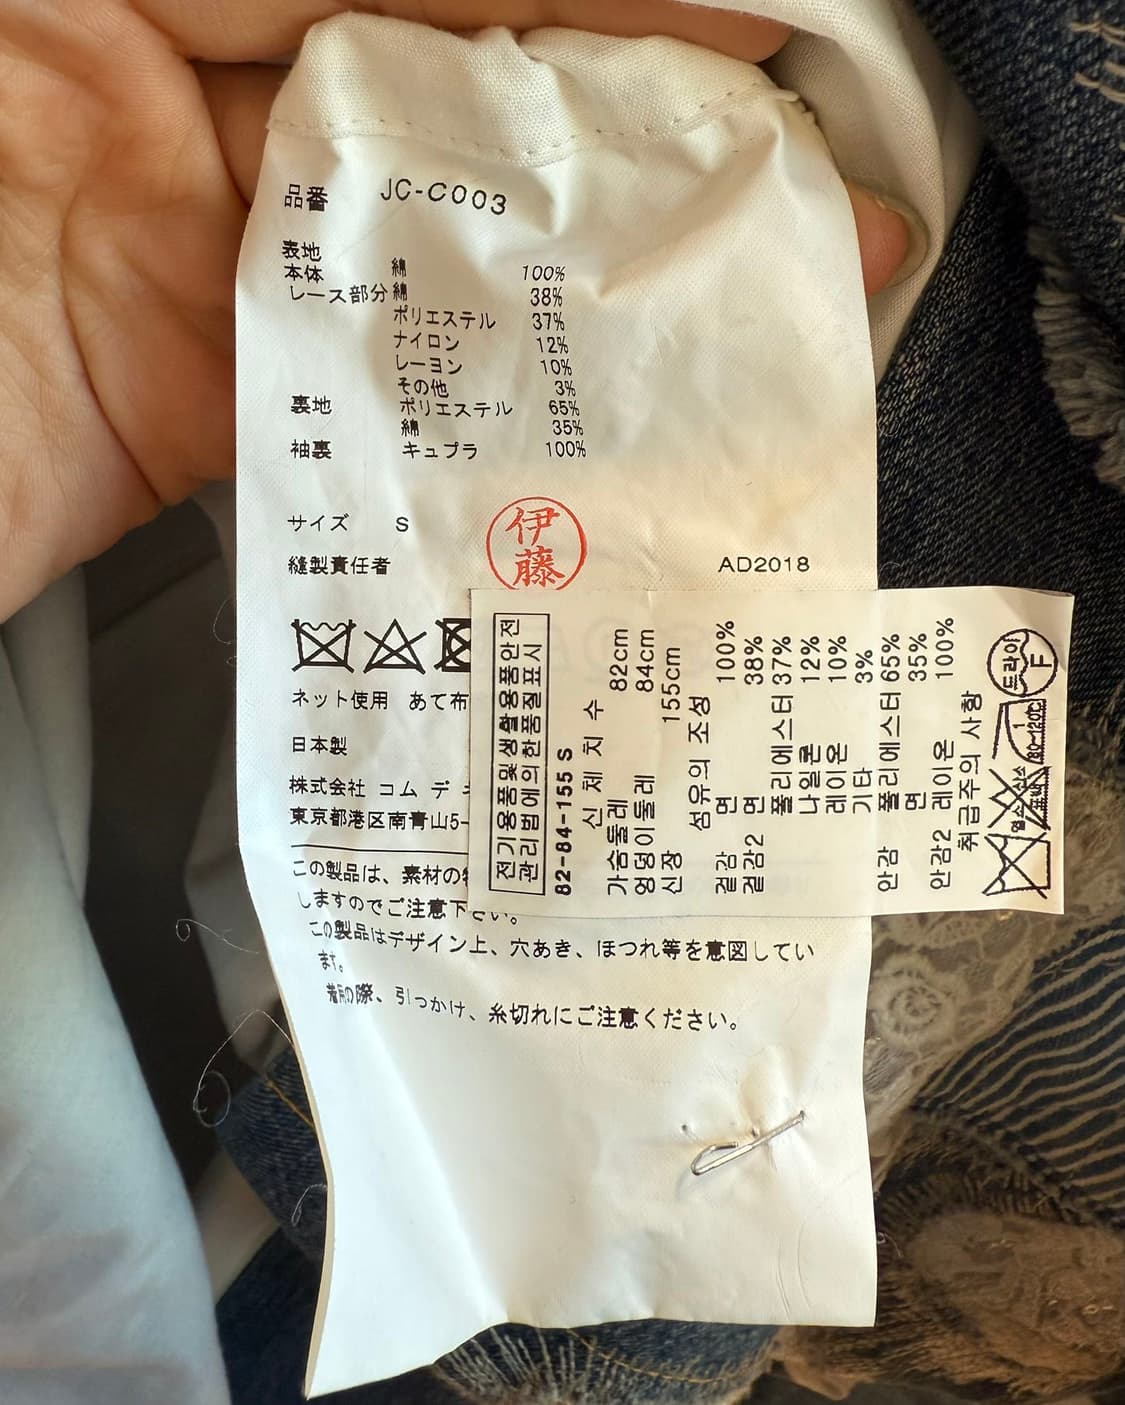 品番 JC-C003
表地
本体 綿 100%
レース部分 綿 38%
ポリエステル 37%
ナイロン 12%
レーヨン 10%
その他 3%
裏地 ポリエステル 65%
綿 35%
袖裏 キュプラ 100%
サイズ S
縫製責任者
伊藤
AD2018
ネット使用 あて布
日本製
株式会社 コム デ
東京都港区南青山5-
この製品は、素材の
しますのでご注意下さい。
この製品はデザイン上、穴あき、ほつれ等を意図してい
ます。
着用の際、引っかけ、糸切れにご注意ください。
전기용품및생활용품안전
관리법에의한품질표시
82-84-155 S
신 체 치 수
가슴둘레 82cm
엉덩이둘레 84cm
신장 155cm
섬유의 조성
겉감 면 100%
겉감2 면 38%
폴리에스터 37%
나일론 12%
레이온 10%
기타 3%
안감 폴리에스터 65%
면 35%
안감2 레이온 100%
취급주의 사항
드라이
F
1
80~120℃